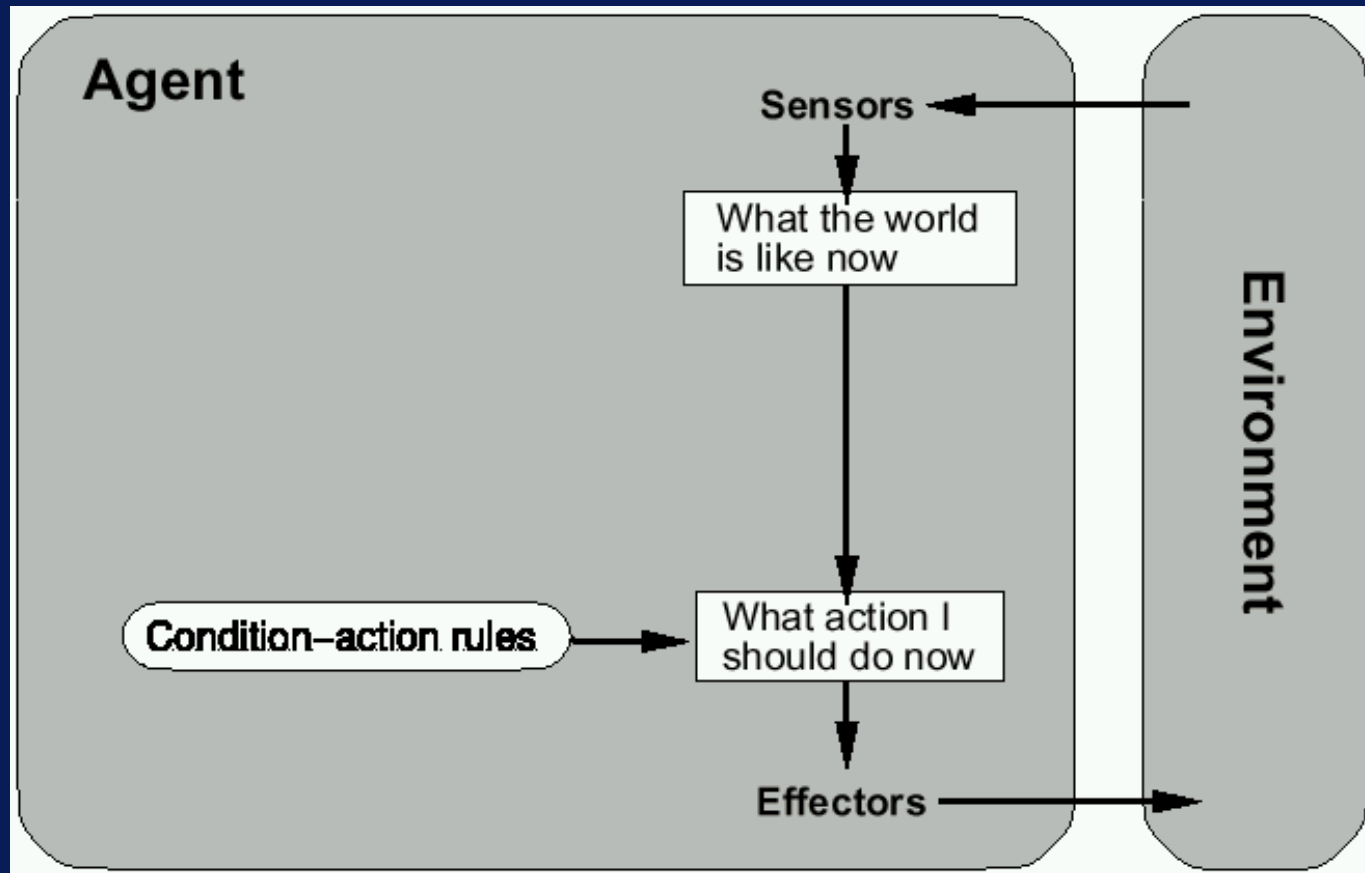 Agent
Sensors
What the world
is like now
Environment
Condition–action rules
What action I
should do now
Effectors